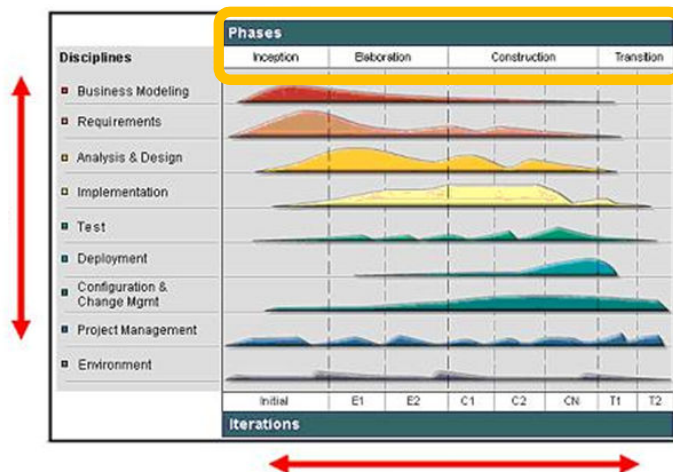 Phases
Disciplines
Inception Elaboration Construction Transition
Business Modeling
Requirements
Analysis & Design
Implementation
Test
Deployment
Configuration &
Change Mgmt
Project Management
Environment
Initial E1 E2 C1 C2 CN T1 T2
Iterations